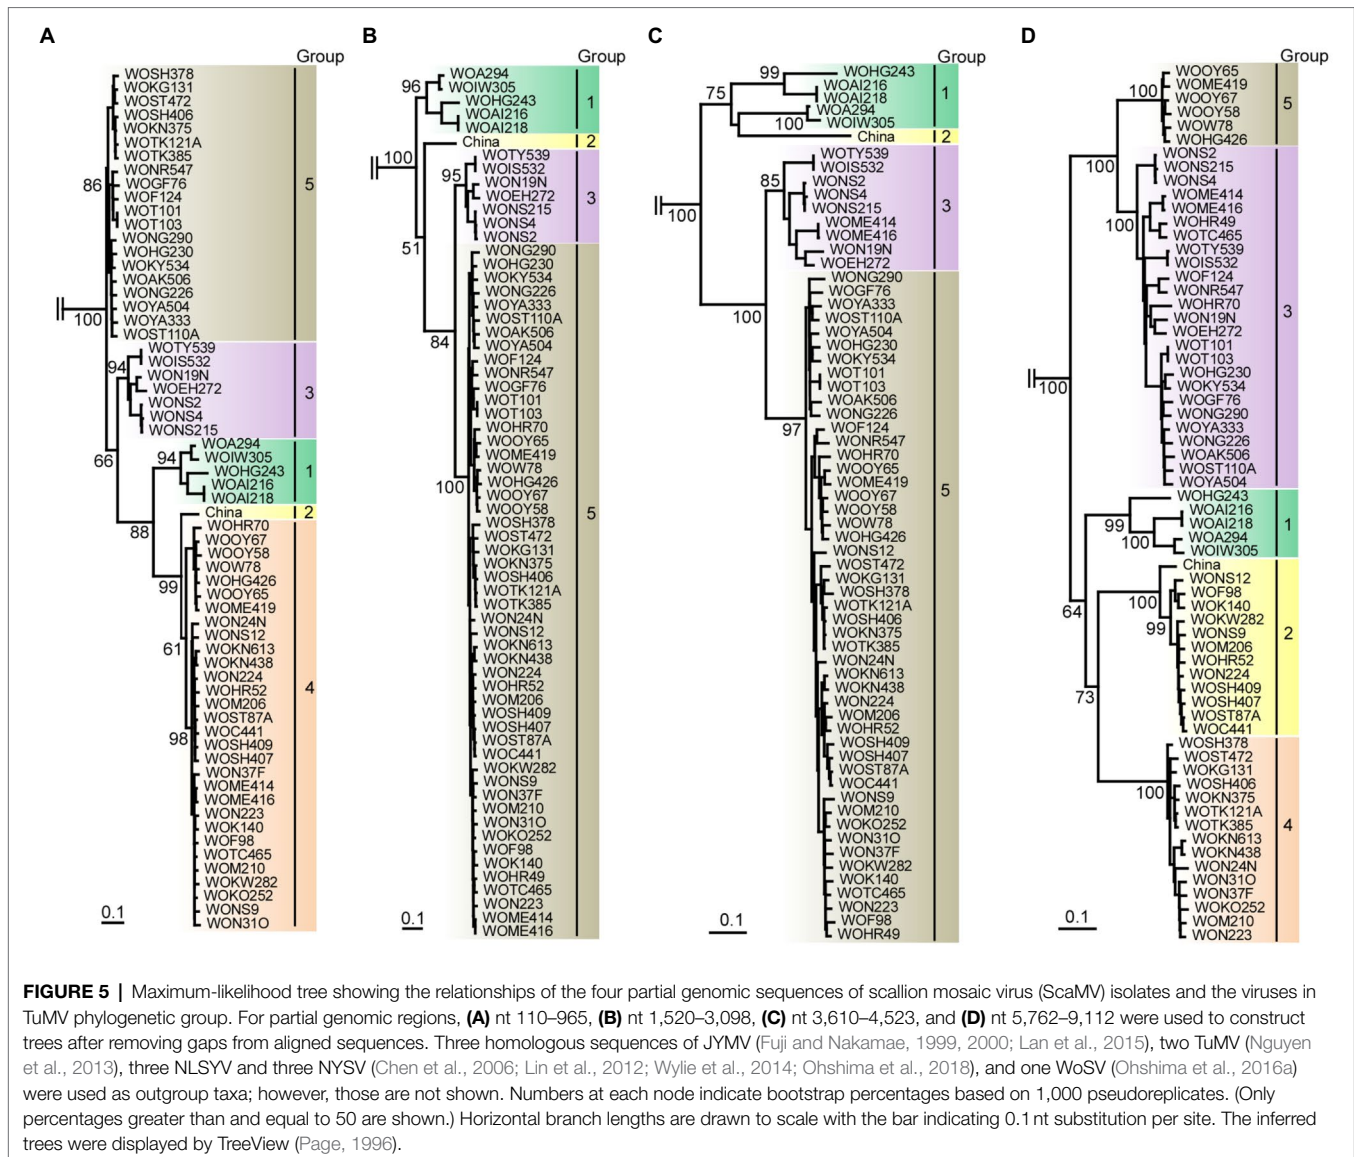 A
Group
WOSH378
WOKG131
WOST472
WOSH406
WOKN375
WOTK121A
WOTK385
WONR547
WOGF76
WOF124
WOT101
WOT103
WONG290
WOHG230
WOKY534
WOAK506
WONG226
WOYA504
WOYA333
WOST110A
5
86
100
WOTY539
WOIS532
WON19N
WOEH272
WONS2
WONS4
WONS215
3
94
66
WOA294
WOIW305
WOHG243
WOAI216
WOAI218
1
94
88
China
2
WOHR70
WOOY67
WOOY58
WOW78
WOHG426
WOOY65
WOME419
WON24N
WONS12
WOKN613
WOKN438
WON224
WOHR52
WOM206
WOST87A
WOC441
WOSH409
WOSH407
WON37F
WOME414
WOME416
WON223
WOK140
WOF98
WOTC465
WOM210
WOKW282
WOKO252
WONS9
WON31O
4
99
61
98
0.1
B
Group
WOA294
WOIW305
WOHG243
WOAI216
WOAI218
1
96
China
2
100
WOTY539
WOIS532
WON19N
WOEH272
WONS215
WONS4
WONS2
3
95
51
WONG290
WOHG230
WOKY534
WONG226
WOYA333
WOST110A
WOAK506
WOYA504
WOF124
WONR547
WOGF76
WOT101
WOT103
WOHR70
WOOY65
WOME419
WOW78
WOHG426
WOOY67
WOOY58
WOSH378
WOST472
WOKG131
WOKN375
WOSH406
WOTK121A
WOTK385
WON24N
WONS12
WOKN613
WOKN438
WON224
WOHR52
WOM206
WOSH409
WOSH407
WOST87A
WOC441
WOKW282
WONS9
WON37F
WOM210
WON31O
WOKO252
WOF98
WOK140
WOHR49
WOTC465
WON223
WOME414
WOME416
5
84
100
0.1
C
Group
WOHG243
WOAI216
WOAI218
WOA294
WOIW305
1
99
75
100
China
2
100
WOTY539
WOIS532
WONS2
WONS4
WONS215
WOME414
WOME416
WON19N
WOEH272
3
85
100
WONG290
WOGF76
WOYA333
WOST110A
WOYA504
WOHG230
WOKY534
WOT101
WOT103
WOAK506
WONG226
WOF124
WONR547
WOHR70
WOOY65
WOME419
WOOY67
WOOY58
WOW78
WOHG426
WONS12
WOST472
WOKG131
WOSH378
WOTK121A
WOSH406
WOKN375
WOTK385
WON24N
WOKN613
WOKN438
WON224
WOM206
WOHR52
WOSH409
WOSH407
WOST87A
WOC441
WONS9
WOM210
WOKO252
WON31O
WON37F
WOKW282
WOK140
WOTC465
WON223
WOF98
WOHR49
5
97
0.1
D
Group
WOOY65
WOME419
WOOY67
WOOY58
WOW78
WOHG426
5
100
100
WONS2
WONS215
WONS4
WOME414
WOME416
WOHR49
WOTC465
WOTY539
WOIS532
WOF124
WONR547
WOHR70
WON19N
WOEH272
WOT101
WOT103
WOHG230
WOKY534
WOGF76
WONG290
WOYA333
WONG226
WOAK506
WOST110A
WOYA504
3
100
100
WOHG243
WOAI216
WOAI218
WOA294
WOIW305
1
99
100
China
WONS12
WOF98
WOK140
WOKW282
WONS9
WOM206
WOHR52
WON224
WOSH409
WOSH407
WOST87A
WOC441
2
100
99
64
73
WOSH378
WOST472
WOKG131
WOSH406
WOKN375
WOTK121A
WOTK385
WOKN613
WOKN438
WON24N
WON31O
WON37F
WOKO252
WOM210
WON223
4
100
0.1
FIGURE 5 | Maximum-likelihood tree showing the relationships of the four partial genomic sequences of scallion mosaic virus (ScaMV) isolates and the viruses in
TuMV phylogenetic group. For partial genomic regions, (A) nt 110–965, (B) nt 1,520–3,098, (C) nt 3,610–4,523, and (D) nt 5,762–9,112 were used to construct
trees after removing gaps from aligned sequences. Three homologous sequences of JYMV (Fuji and Nakamae, 1999, 2000; Lan et al., 2015), two TuMV (Nguyen
et al., 2013), three NLSYV and three NYSV (Chen et al., 2006; Lin et al., 2012; Wylie et al., 2014; Ohshima et al., 2018), and one WoSV (Ohshima et al., 2016a)
were used as outgroup taxa; however, those are not shown. Numbers at each node indicate bootstrap percentages based on 1,000 pseudoreplicates. (Only
percentages greater than and equal to 50 are shown.) Horizontal branch lengths are drawn to scale with the bar indicating 0.1 nt substitution per site. The inferred
trees were displayed by TreeView (Page, 1996).